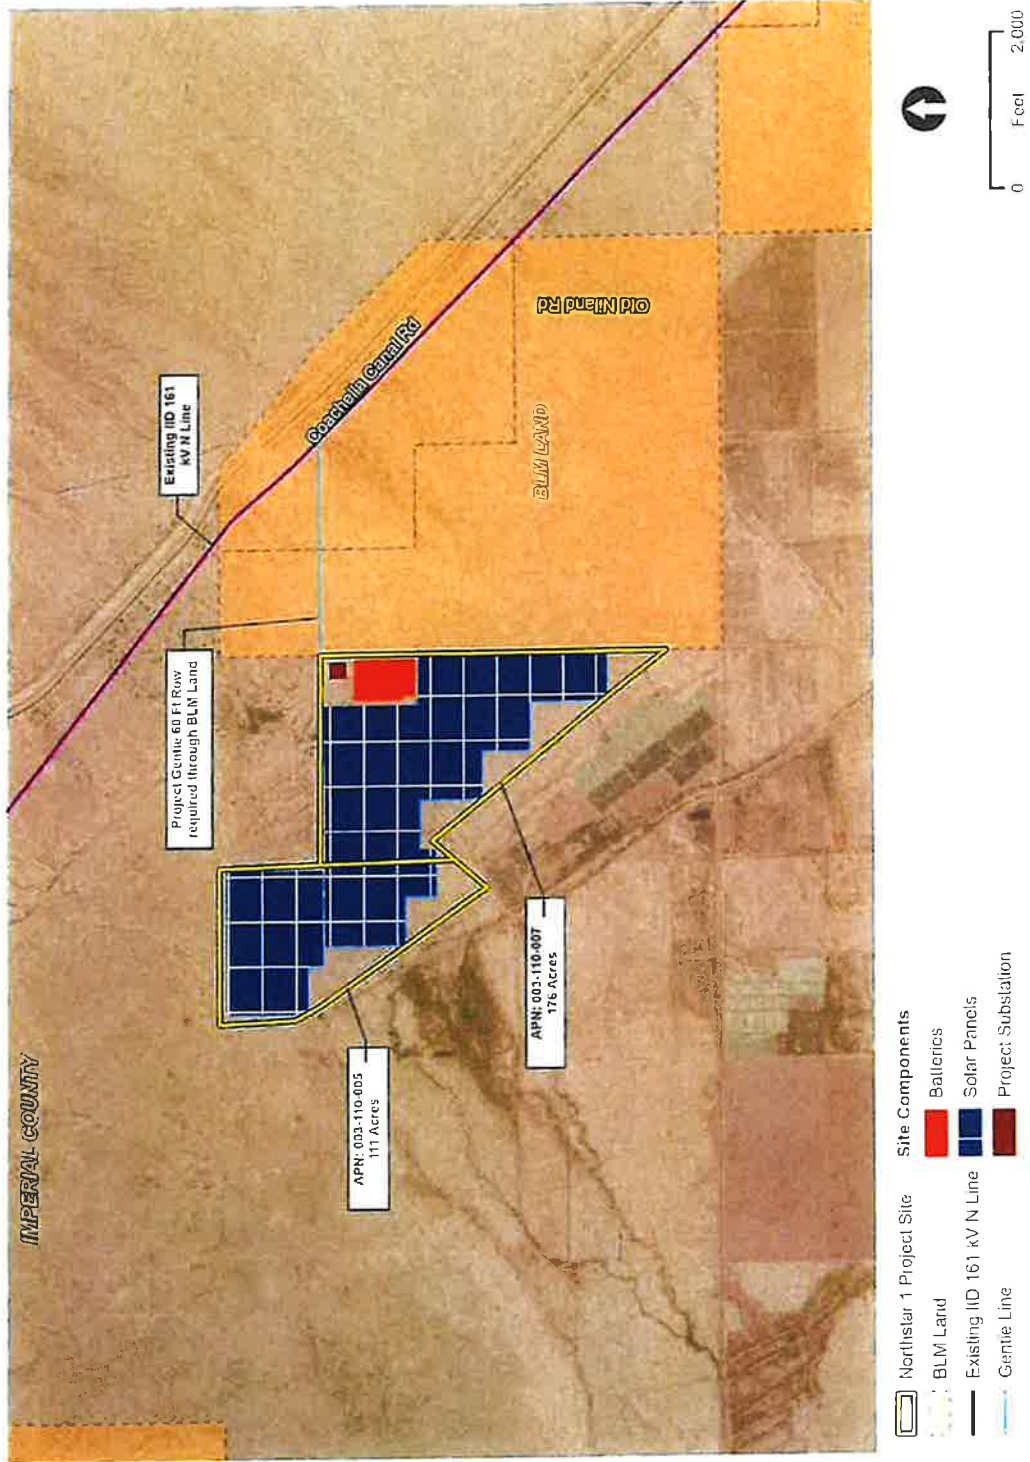 IMPERIAL COUNTY
Existing IID 161
kV N Line
Project Gentie 60 Ft Row
required through BLM Land
Coachella Canal Rd
Old Niland Rd
BLM LAND
APN: 003-110-005
111 Acres
APN: 003-110-007
176 Acres
Northstar 1 Project Site
BLM Land
Existing IID 161 kV N Line
Gentie Line
Site Components
Batteries
Solar Panels
Project Substation
0 2,000
Feet